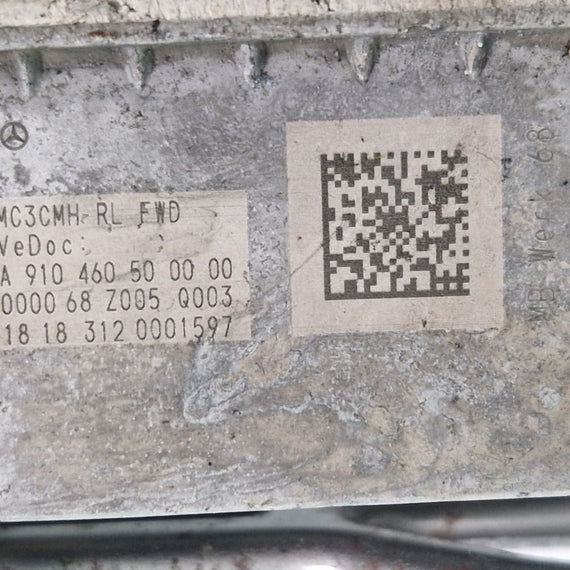 MC3CMH-RL FWD
VeDoc:
A 910 460 50 00 00
0000 68 Z005 Q003
18 18 312 0001597
MB Werk 68